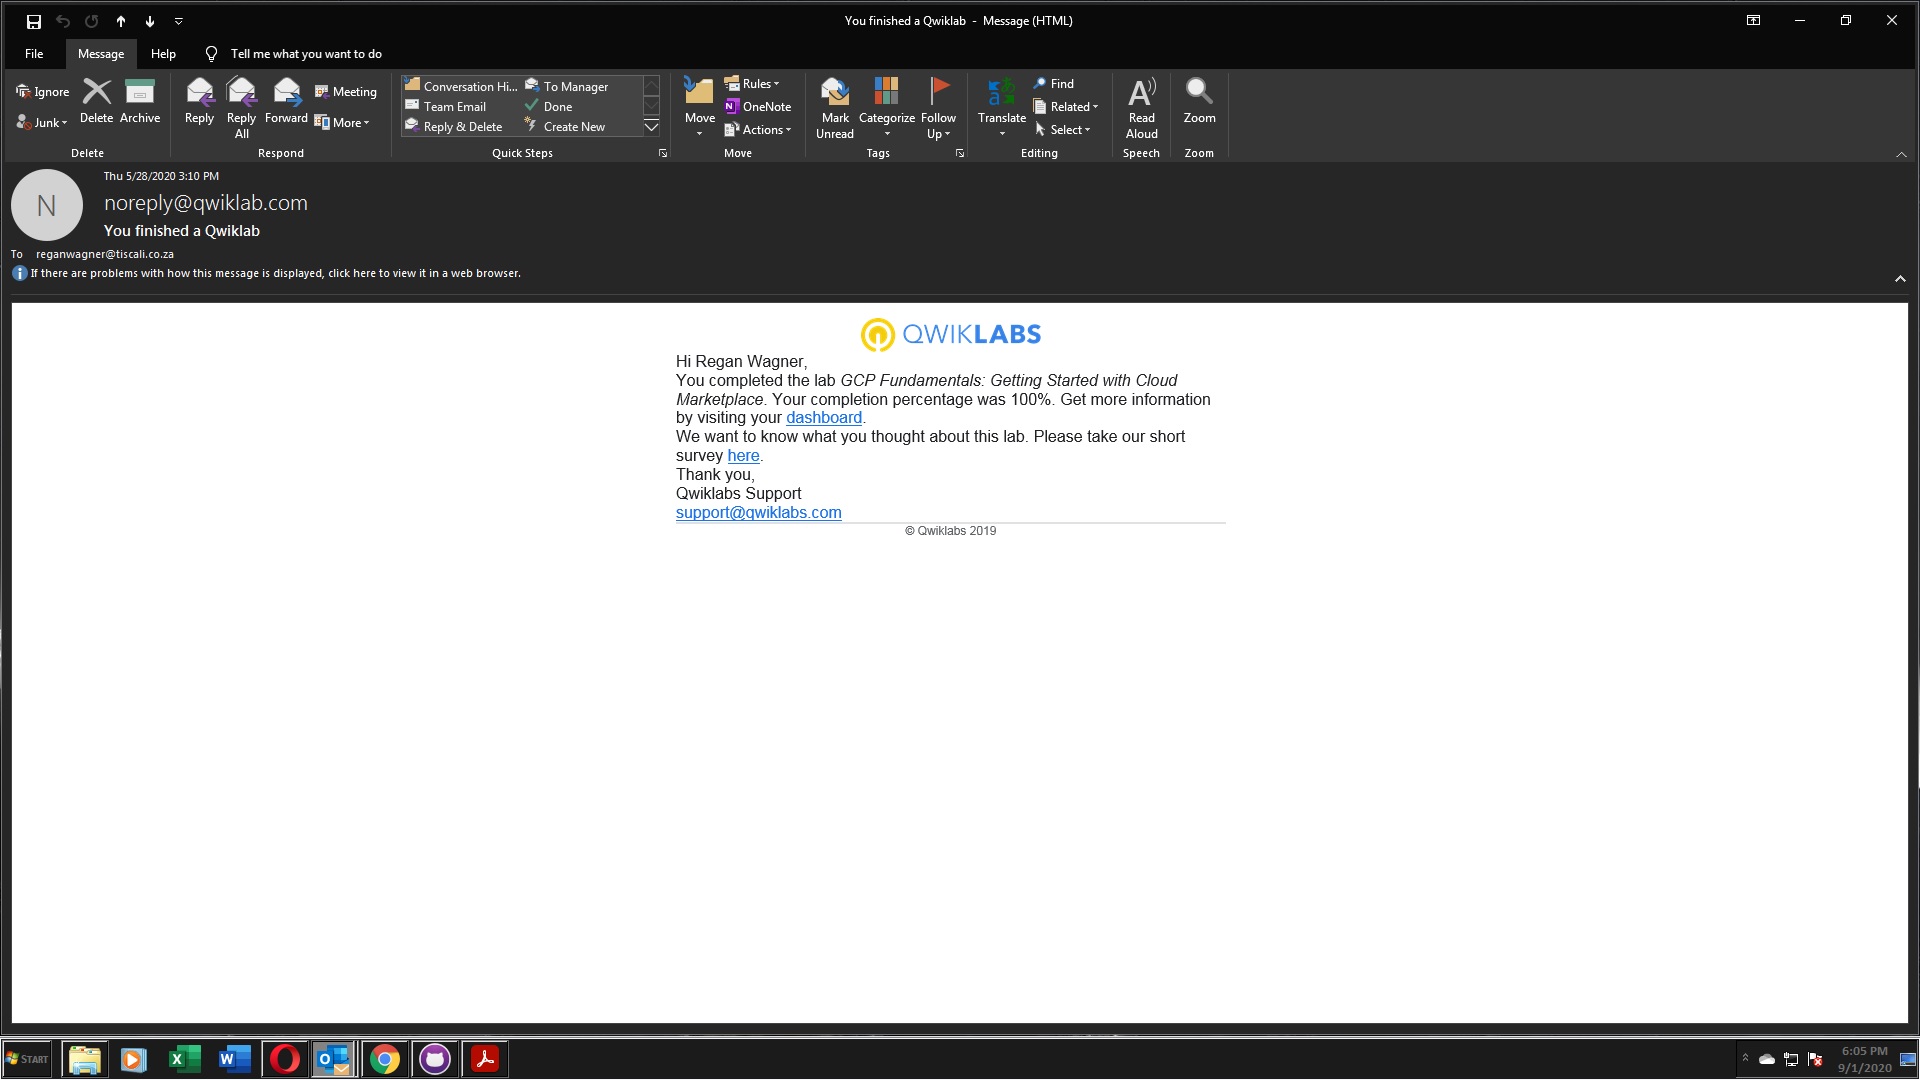 You finished a Qwiklab  -  Message (HTML)
File Message Help Tell me what you want to do
Ignore
Junk
Delete
Archive
Delete
Reply
Reply All
Forward
Meeting
More
Respond
Conversation Hi...
Team Email
Reply & Delete
To Manager
Done
Create New
Quick Steps
Move
Rules
OneNote
Actions
Move
Mark Unread
Categorize
Follow Up
Tags
Translate
Find
Related
Select
Editing
Read Aloud
Speech
Zoom
Zoom
Thu 5/28/2020 3:10 PM
N
noreply@qwiklab.com
You finished a Qwiklab
To reganwagner@tiscali.co.za
If there are problems with how this message is displayed, click here to view it in a web browser.
QWIKLABS
Hi Regan Wagner,
You completed the lab GCP Fundamentals: Getting Started with Cloud
Marketplace. Your completion percentage was 100%. Get more information
by visiting your dashboard.
We want to know what you thought about this lab. Please take our short
survey here.
Thank you,
Qwiklabs Support
support@qwiklabs.com
© Qwiklabs 2019
START
6:05 PM
9/1/2020